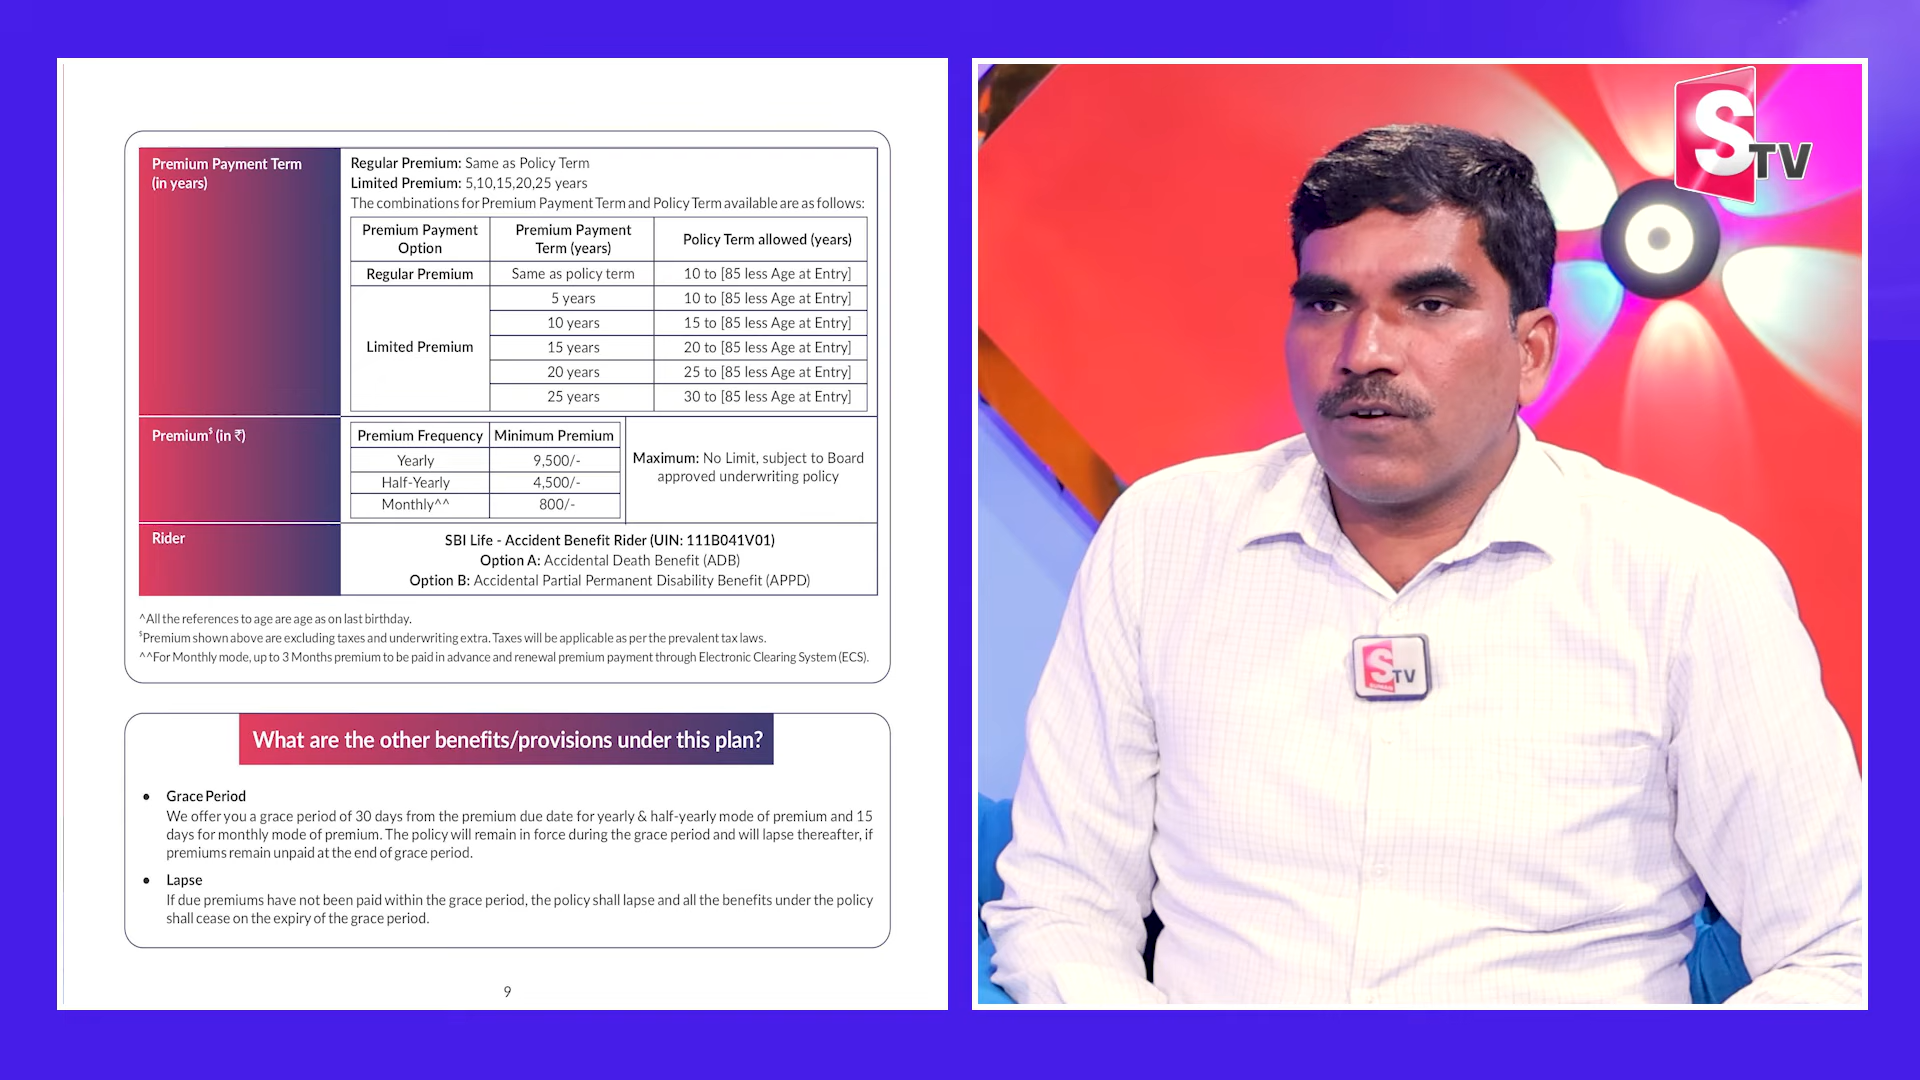 Premium Payment Term
(in years)
Regular Premium: Same as Policy Term
Limited Premium: 5,10,15,20,25 years
The combinations for Premium Payment Term and Policy Term available are as follows:
Premium Payment Option | Premium Payment Term (years) | Policy Term allowed (years)
Regular Premium | Same as policy term | 10 to [85 less Age at Entry]
Limited Premium | 5 years | 10 to [85 less Age at Entry]
10 years | 15 to [85 less Age at Entry]
15 years | 20 to [85 less Age at Entry]
20 years | 25 to [85 less Age at Entry]
25 years | 30 to [85 less Age at Entry]
Premium$ (in ₹)
Premium Frequency | Minimum Premium
Yearly | 9,500/-
Half-Yearly | 4,500/-
Monthly^^ | 800/-
Maximum: No Limit, subject to Board
approved underwriting policy
Rider
SBI Life - Accident Benefit Rider (UIN: 111B041V01)
Option A: Accidental Death Benefit (ADB)
Option B: Accidental Partial Permanent Disability Benefit (APPD)
^All the references to age are age as on last birthday.
$Premium shown above are excluding taxes and underwriting extra. Taxes will be applicable as per the prevalent tax laws.
^^For Monthly mode, up to 3 Months premium to be paid in advance and renewal premium payment through Electronic Clearing System (ECS).
What are the other benefits/provisions under this plan?
• Grace Period
We offer you a grace period of 30 days from the premium due date for yearly & half-yearly mode of premium and 15
days for monthly mode of premium. The policy will remain in force during the grace period and will lapse thereafter, if
premiums remain unpaid at the end of grace period.
• Lapse
If due premiums have not been paid within the grace period, the policy shall lapse and all the benefits under the policy
shall cease on the expiry of the grace period.
9
S TV
S TV